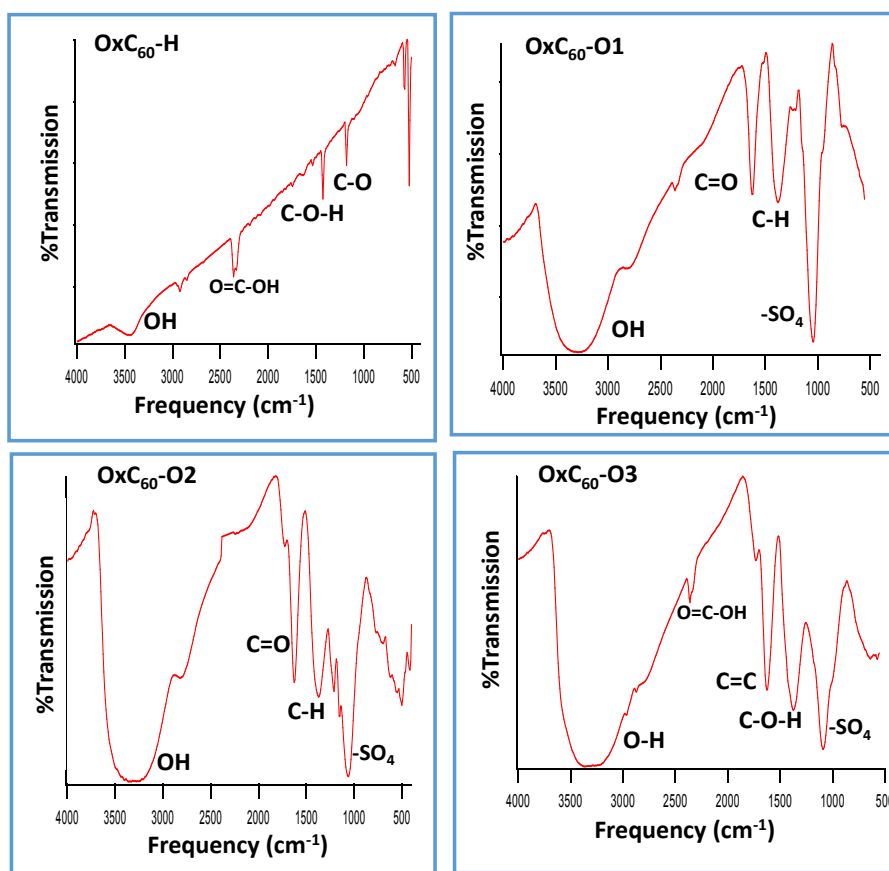 OxC₆₀-H
%Transmission
C-O
C-O-H
O=C-OH
OH
4000 3500 3000 2500 2000 1500 1000 500
Frequency (cm⁻¹)
OxC₆₀-O1
%Transmission
C=O
C-H
-SO₄
OH
4000 3500 3000 2500 2000 1500 1000 500
Frequency (cm⁻¹)
OxC₆₀-O2
%Transmission
C=O
C-H
-SO₄
OH
4000 3500 3000 2500 2000 1500 1000 500
Frequency (cm⁻¹)
OxC₆₀-O3
%Transmission
O=C-OH
C=C
C-O-H
O-H
-SO₄
4000 3500 3000 2500 2000 1500 1000 500
Frequency (cm⁻¹)